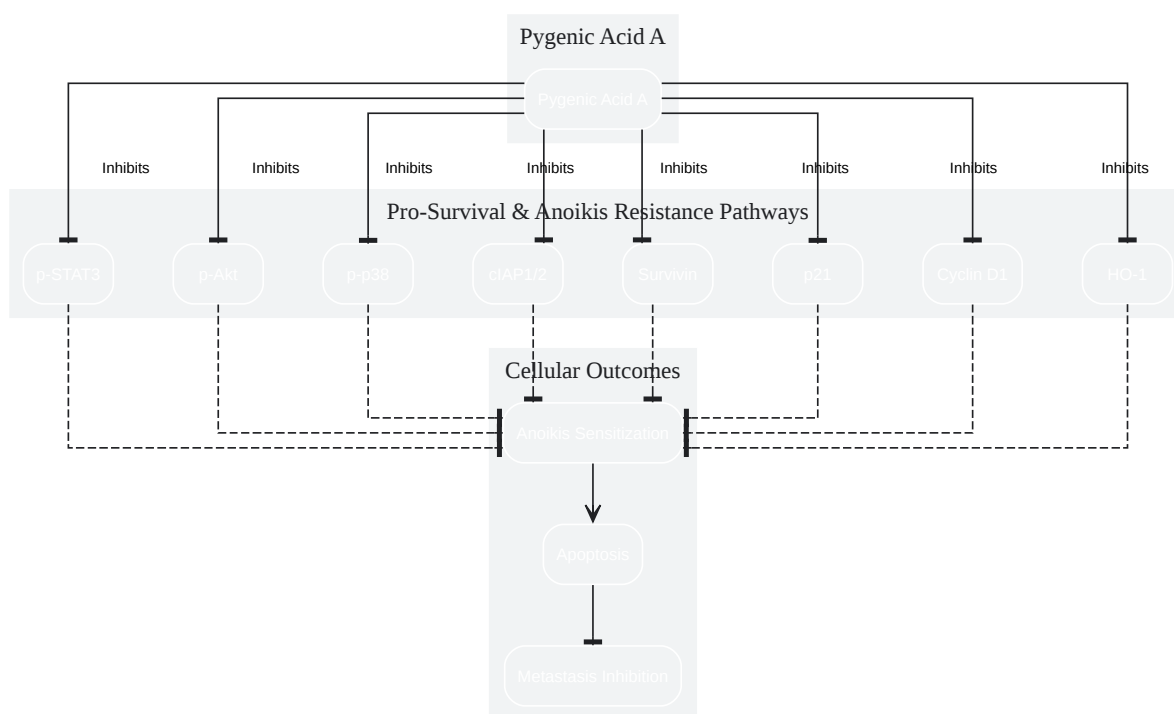 Pygenic Acid A
Pygenic Acid A
Inhibits Inhibits Inhibits Inhibits Inhibits Inhibits Inhibits Inhibits
Pro-Survival & Anoikis Resistance Pathways
p-STAT3 p-Akt p-p38 cIAP1/2 Survivin p21 Cyclin D1 HO-1
Cellular Outcomes
Anoikis Sensitization
Apoptosis
Metastasis Inhibition